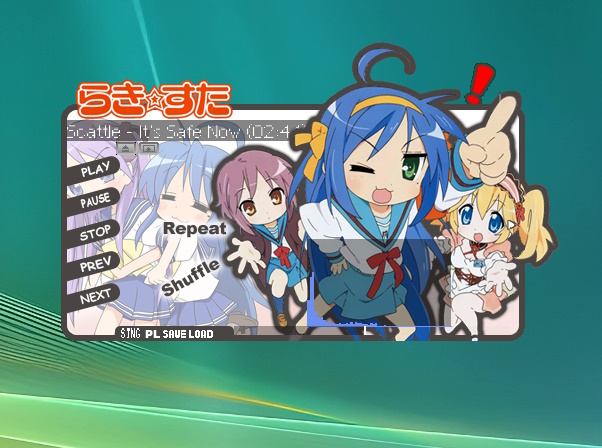 らき☆すた
!
Scattle - It's Safe Now (02:4
PLAY
PAUSE
STOP
PREV
NEXT
Repeat
Shuffle
SING PL SAVE LOAD